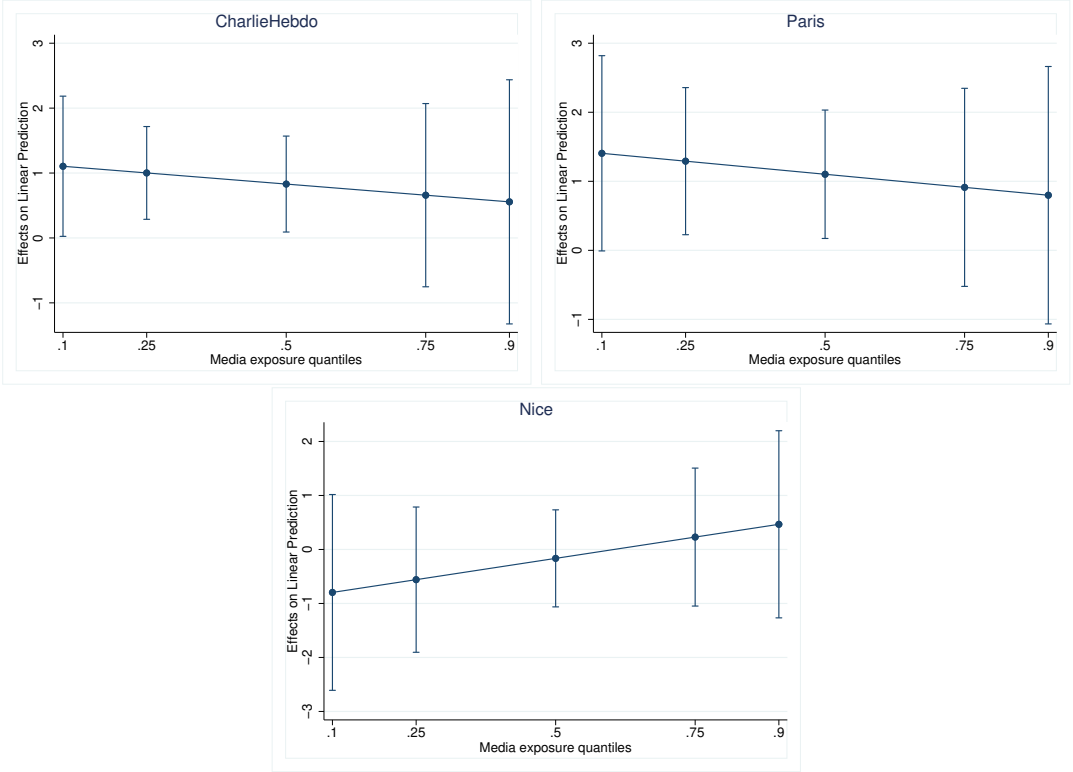 CharlieHebdo
Effects on Linear Prediction
3
2
1
0
−1
.1 .25 .5 .75 .9
Media exposure quantiles
Paris
Effects on Linear Prediction
3
2
1
0
−1
.1 .25 .5 .75 .9
Media exposure quantiles
Nice
Effects on Linear Prediction
2
1
0
−1
−2
−3
.1 .25 .5 .75 .9
Media exposure quantiles